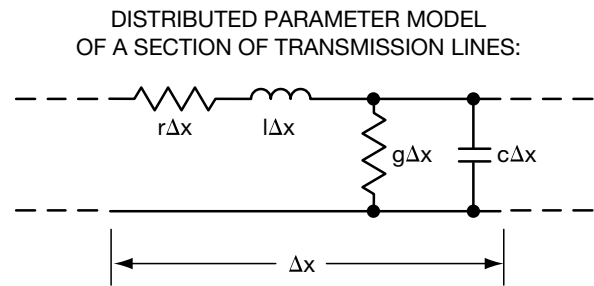 DISTRIBUTED PARAMETER MODEL
OF A SECTION OF TRANSMISSION LINES:
rΔx
lΔx
gΔx
cΔx
Δx